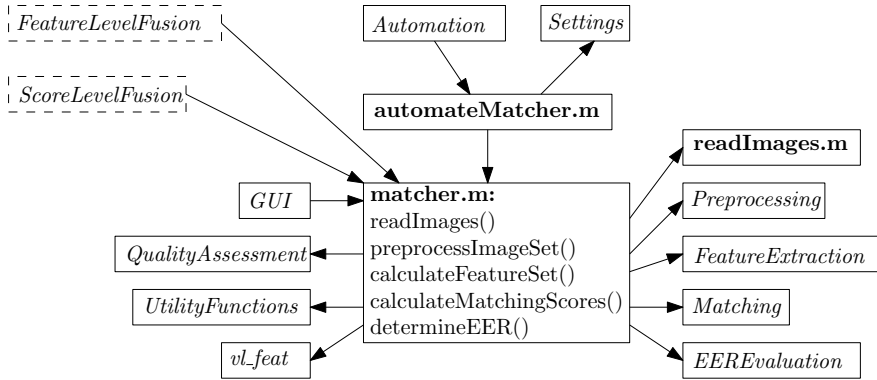 FeatureLevelFusion
Automation
Settings
ScoreLevelFusion
automateMatcher.m
readImages.m
matcher.m:
readImages()
preprocessImageSet()
calculateFeatureSet()
calculateMatchingScores()
determineEER()
GUI
QualityAssessment
UtilityFunctions
vl_feat
Preprocessing
FeatureExtraction
Matching
EEREvaluation